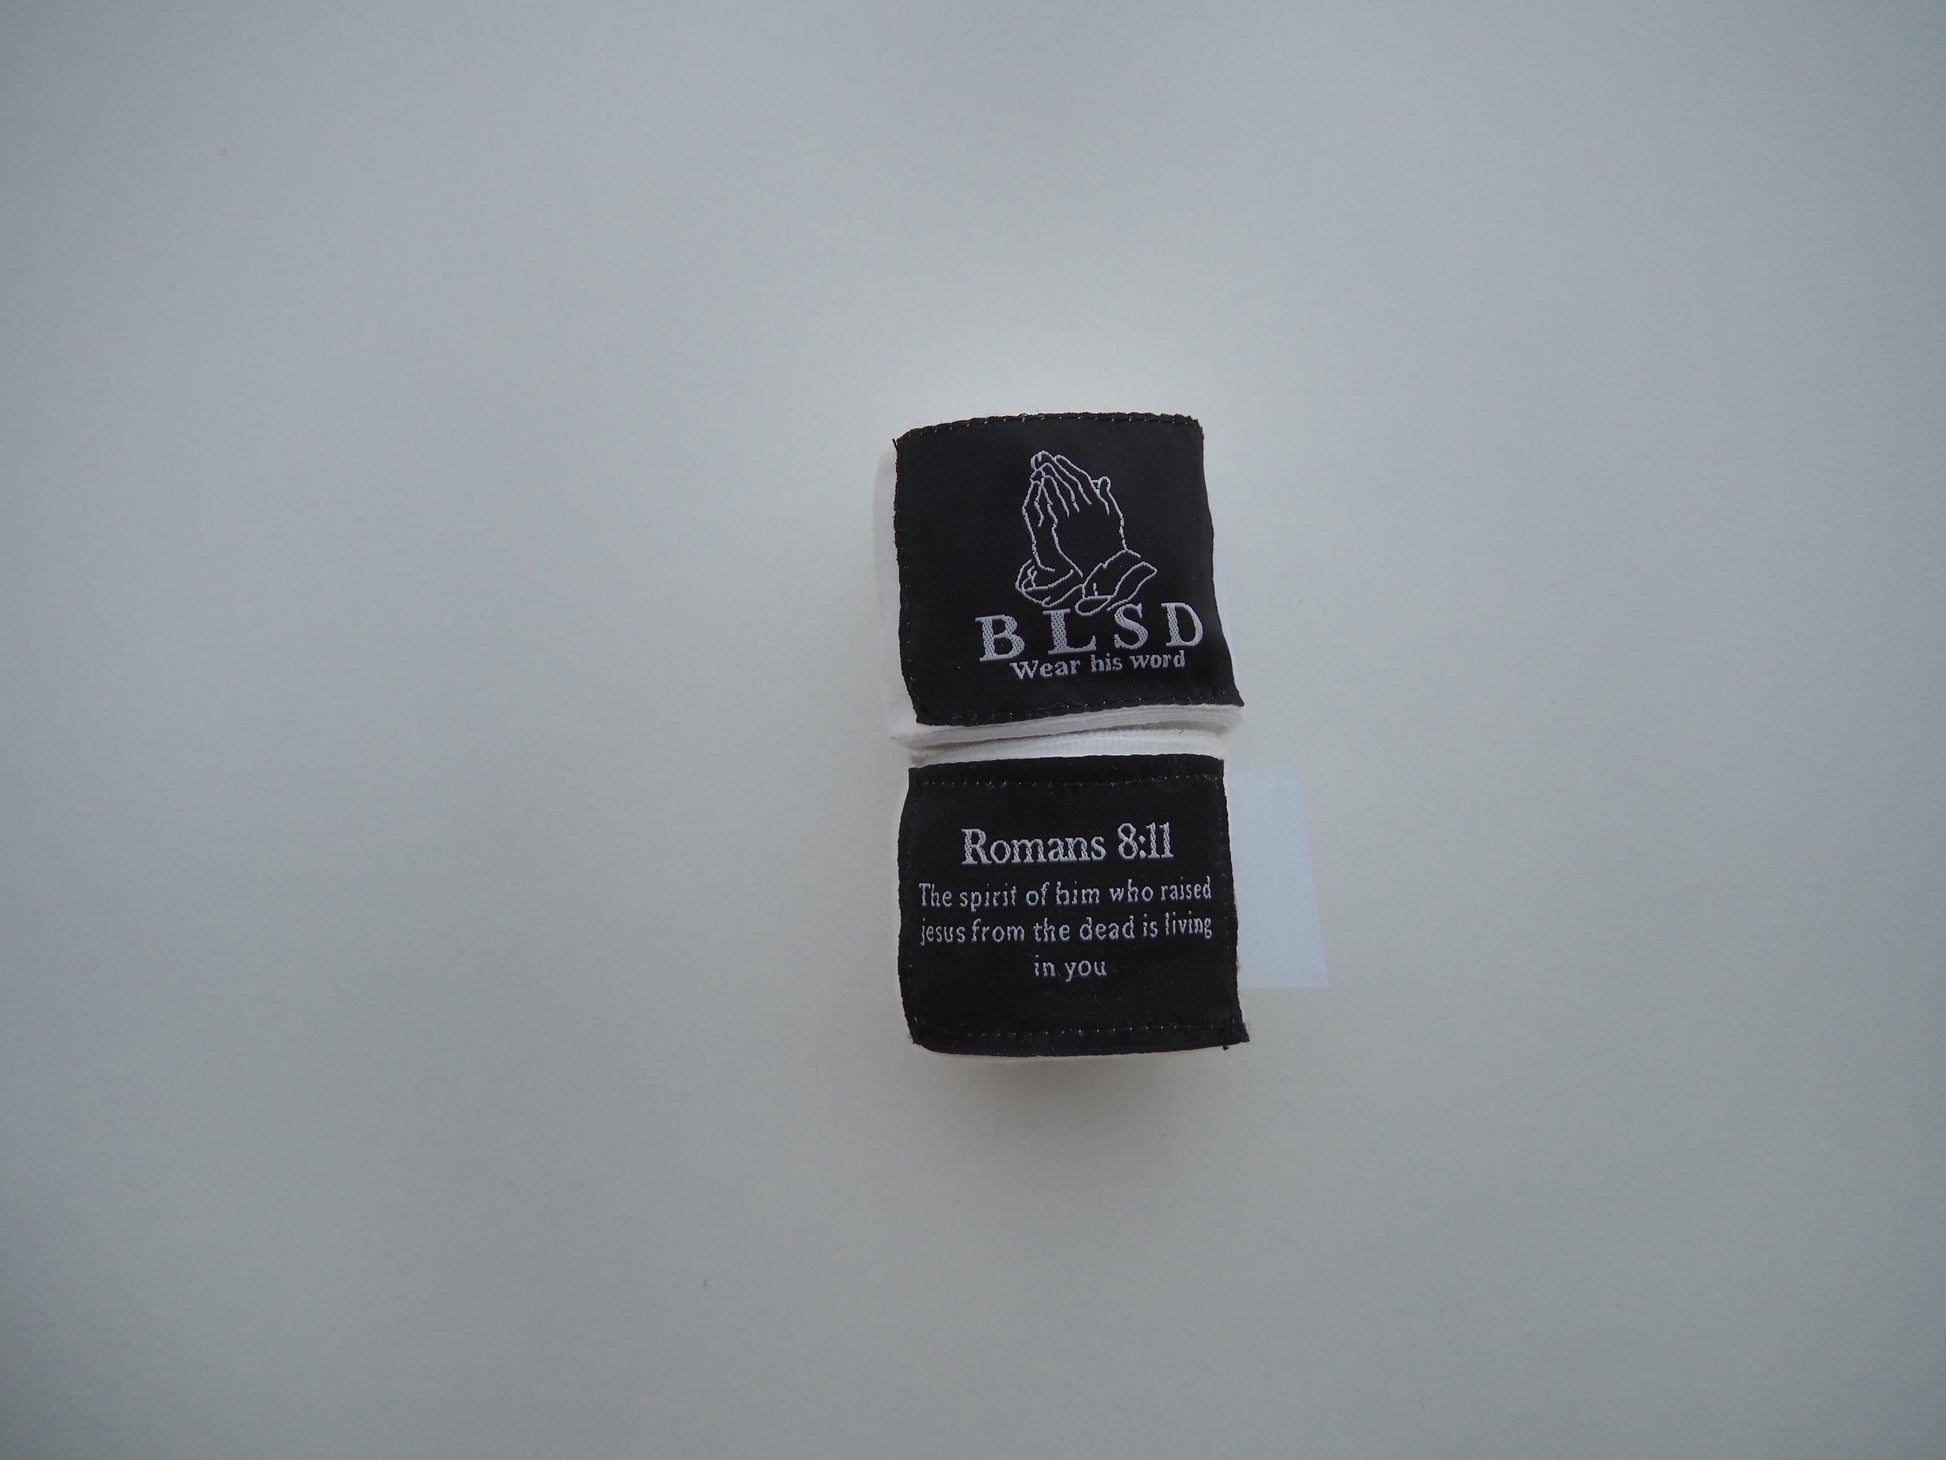 BLSD
Wear his word
Romans 8:11
The spirit of him who raised
jesus from the dead is living
in you